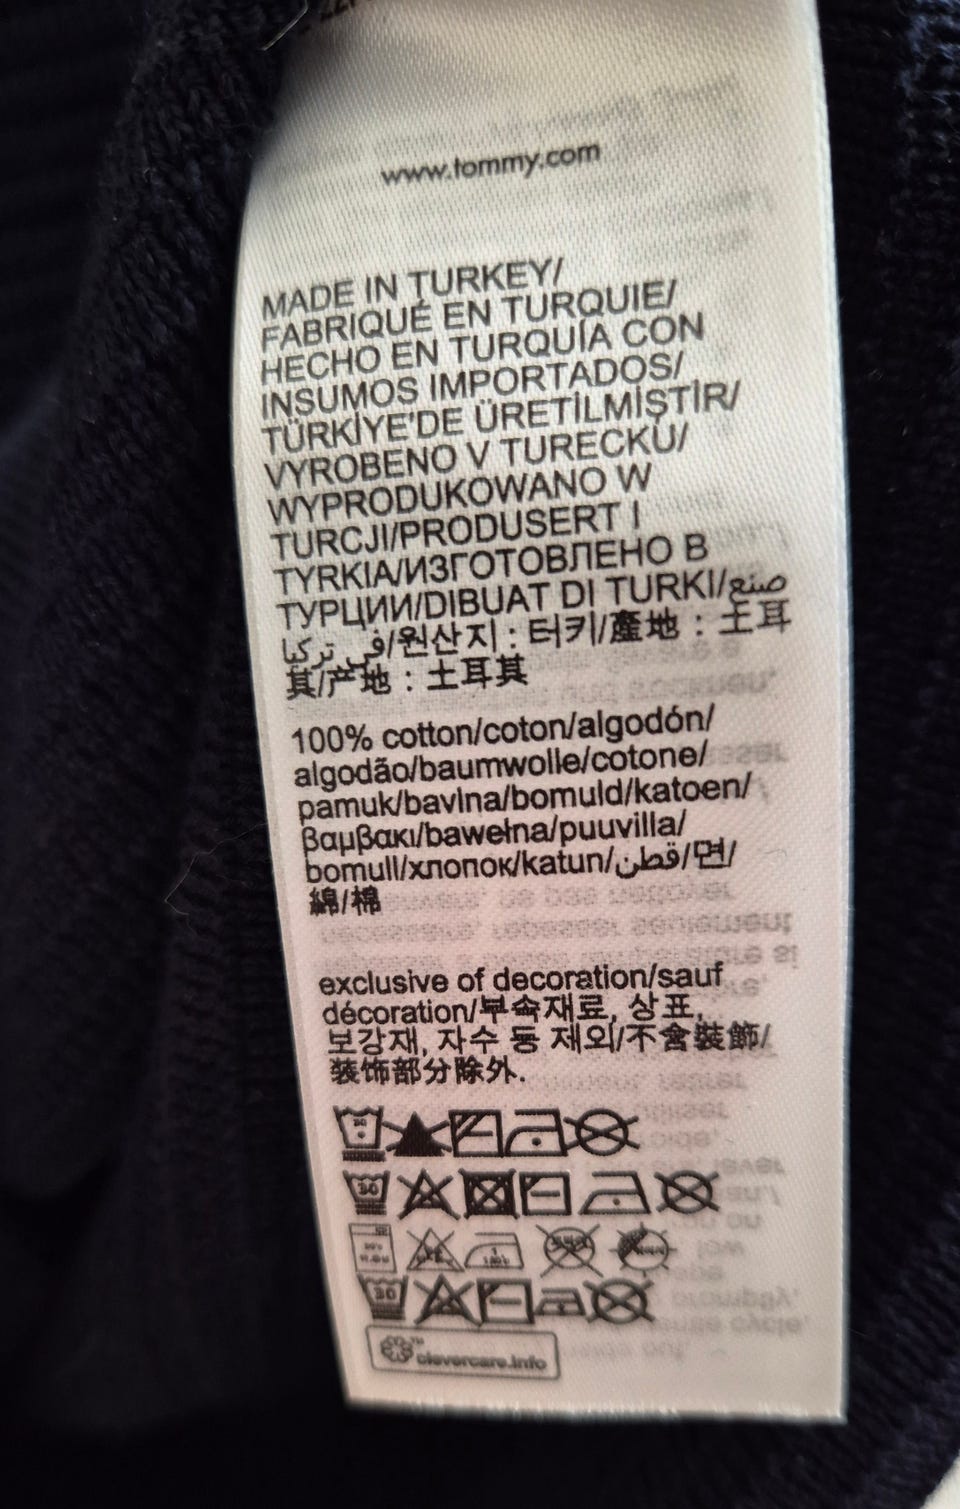 www.tommy.com
MADE IN TURKEY/
FABRIQUÉ EN TURQUIE/
HECHO EN TURQUÍA CON
INSUMOS IMPORTADOS/
TÜRKİYE'DE ÜRETİLMİŞTİR/
VYROBENO V TURECKU/
WYPRODUKOWANO W
TURCJI/PRODUSERT I
TYRKIA/ИЗГОТОВЛЕНО В
ТУРЦИИ/DIBUAT DI TURKI/صنع
في تركيا/원산지 : 터키/產地 : 土耳
其/产地 : 土耳其
100% cotton/coton/algodón/
algodão/baumwolle/cotone/
pamuk/bavlna/bomuld/katoen/
βαμβακι/bawełna/puuvilla/
bomull/хлопок/katun/قطن/면/
綿/棉
exclusive of decoration/sauf
décoration/부속재료, 상표,
보강재, 자수 등 제외/不含裝飾/
装饰部分除外.
30
30
30
clevercare.info